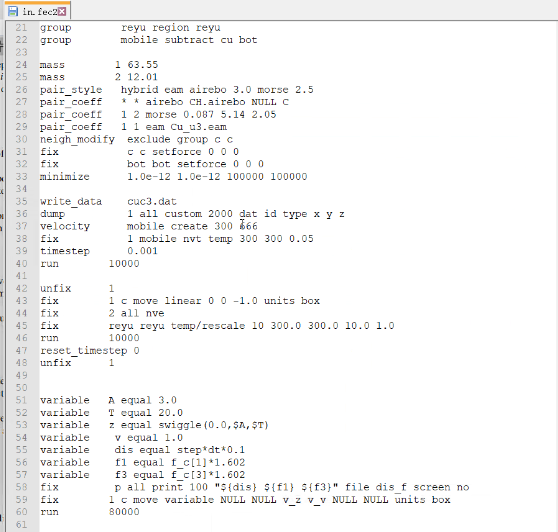 in.fec2
21 group reyu region reyu
22 group mobile subtract cu bot
23
24 mass 1 63.55
25 mass 2 12.01
26 pair_style hybrid eam airebo 3.0 morse 2.5
27 pair_coeff * * airebo CH.airebo NULL C
28 pair_coeff 1 2 morse 0.087 5.14 2.05
29 pair_coeff 1 1 eam Cu_u3.eam
30 neigh_modify exclude group c c
31 fix c c setforce 0 0 0
32 fix bot bot setforce 0 0 0
33 minimize 1.0e-12 1.0e-12 100000 100000
34
35 write_data cuc3.dat
36 dump 1 all custom 2000 dat id type x y z
37 velocity mobile create 300 666
38 fix 1 mobile nvt temp 300 300 0.05
39 timestep 0.001
40 run 10000
41
42 unfix 1
43 fix 1 c move linear 0 0 -1.0 units box
44 fix 2 all nve
45 fix reyu reyu temp/rescale 10 300.0 300.0 10.0 1.0
46 run 10000
47 reset_timestep 0
48 unfix 1
49
50
51 variable A equal 3.0
52 variable T equal 20.0
53 variable z equal swiggle(0.0,$A,$T)
54 variable v equal 1.0
55 variable dis equal step*dt*0.1
56 variable f1 equal f_c[1]*1.602
57 variable f3 equal f_c[3]*1.602
58 fix p all print 100 "${dis} ${f1} ${f3}" file dis_f screen no
59 fix 1 c move variable NULL NULL v_z v_v NULL NULL units box
60 run 80000
61